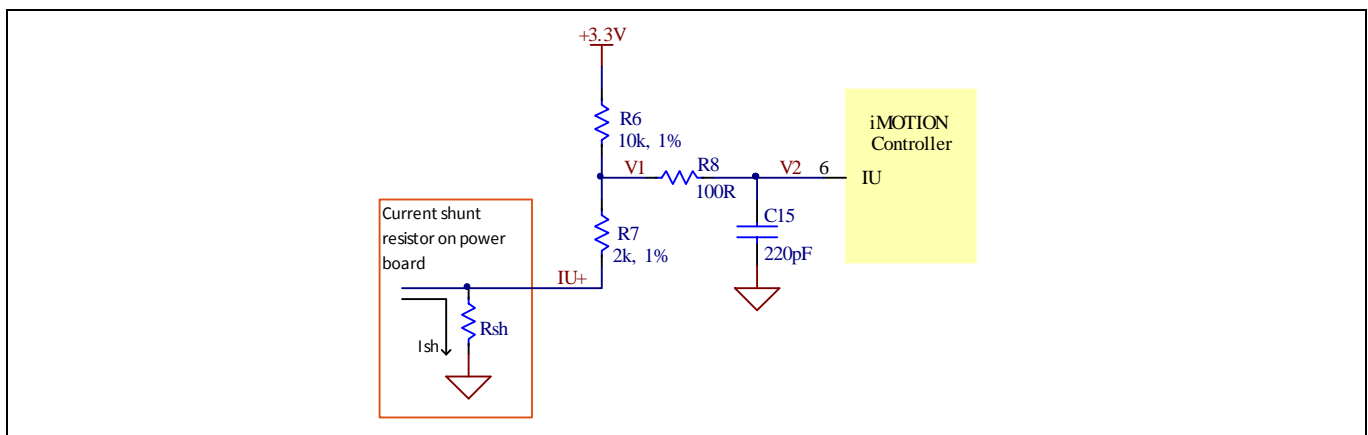 +3.3V
R6
10k, 1%
iMOTION
Controller
V1
R8
100R
V2
6
IU
Current shunt
resistor on power
board
R7
2k, 1%
C15
220pF
IU+
Rsh
Ish